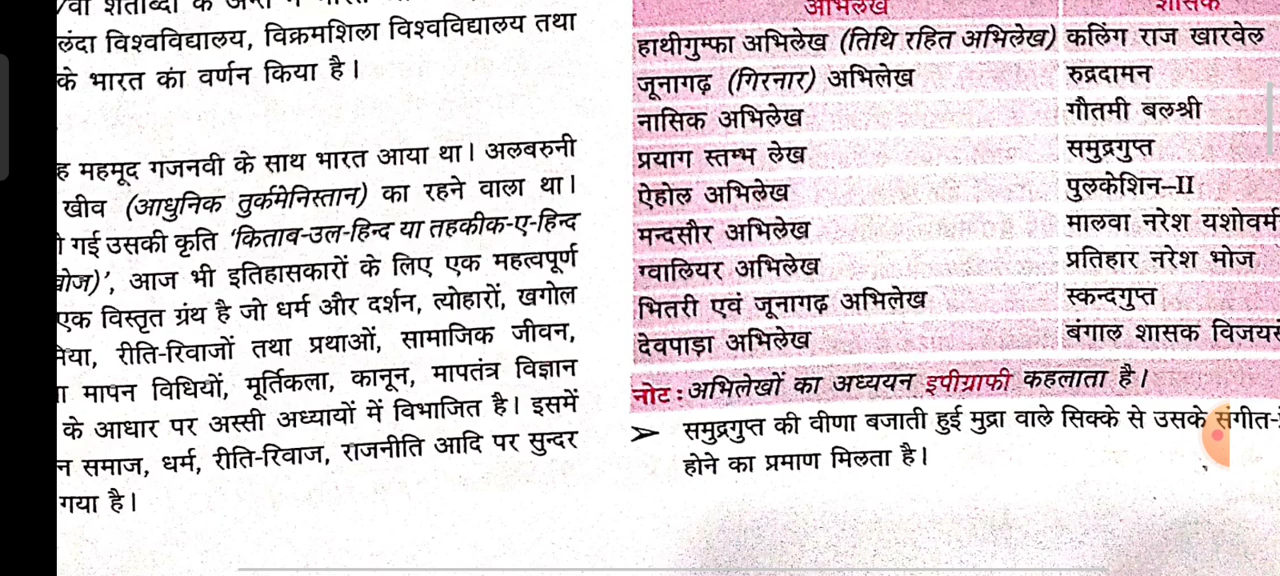 के अन्त में
लंदा विश्वविद्यालय, विक्रमशिला विश्वविद्यालय तथा
के भारत का वर्णन किया है।
ह महमूद गजनवी के साथ भारत आया था। अलबरुनी
खीव (आधुनिक तुर्कमेनिस्तान) का रहने वाला था।
गई उसकी कृति 'किताब-उल-हिन्द या तहकीक-ए-हिन्द
आज भी इतिहासकारों के लिए एक महत्वपूर्ण
एक विस्तृत ग्रंथ है जो धर्म और दर्शन, त्योहारों, खगोल
रीति-रिवाजों तथा प्रथाओं, सामाजिक जीवन,
मापन विधियों, मूर्तिकला, कानून, मापतंत्र विज्ञान
के आधार पर अस्सी अध्यायों में विभाजित है। इसमें
न समाज, धर्म, रीति-रिवाज, राजनीति आदि पर सुन्दर
गया है।
अभिलेख शासक
हाथीगुम्फा अभिलेख (तिथि रहित अभिलेख) कलिंग राज खारवेल
जूनागढ़ (गिरनार) अभिलेख रुद्रदामन
नासिक अभिलेख गौतमी बलश्री
प्रयाग स्तम्भ लेख समुद्रगुप्त
ऐहोल अभिलेख पुलकेशिन-II
मन्दसौर अभिलेख मालवा नरेश यशोवर्म
ग्वालियर अभिलेख प्रतिहार नरेश भोज
भितरी एवं जूनागढ़ अभिलेख स्कन्दगुप्त
देवपाड़ा अभिलेख बंगाल शासक विजयसे
नोट : अभिलेखों का अध्ययन इपीग्राफी कहलाता है।
➢ समुद्रगुप्त की वीणा बजाती हुई मुद्रा वाले सिक्के से उसके संगीत-
होने का प्रमाण मिलता है।